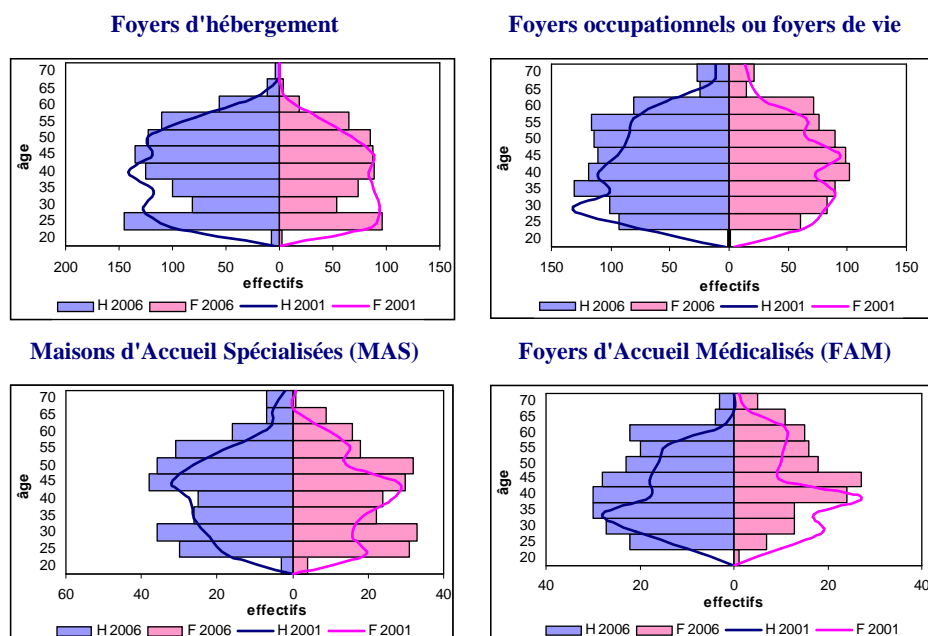 Foyers d'hébergement
70
65
60
55
50
45
40
35
30
25
20
âge
200 150 100 50 0 50 100 150
effectifs
H 2006 F 2006 H 2001 F 2001
Foyers occupationnels ou foyers de vie
70
65
60
55
50
45
40
35
30
25
20
âge
150 100 50 0 50 100 150
effectifs
H 2006 F 2006 H 2001 F 2001
Maisons d'Accueil Spécialisées (MAS)
70
65
60
55
50
45
40
35
30
25
20
âge
60 40 20 0 20 40
effectifs
H 2006 F 2006 H 2001 F 2001
Foyers d'Accueil Médicalisés (FAM)
70
65
60
55
50
45
40
35
30
25
20
âge
40 20 0 20 40
effectifs
H 2006 F 2006 H 2001 F 2001